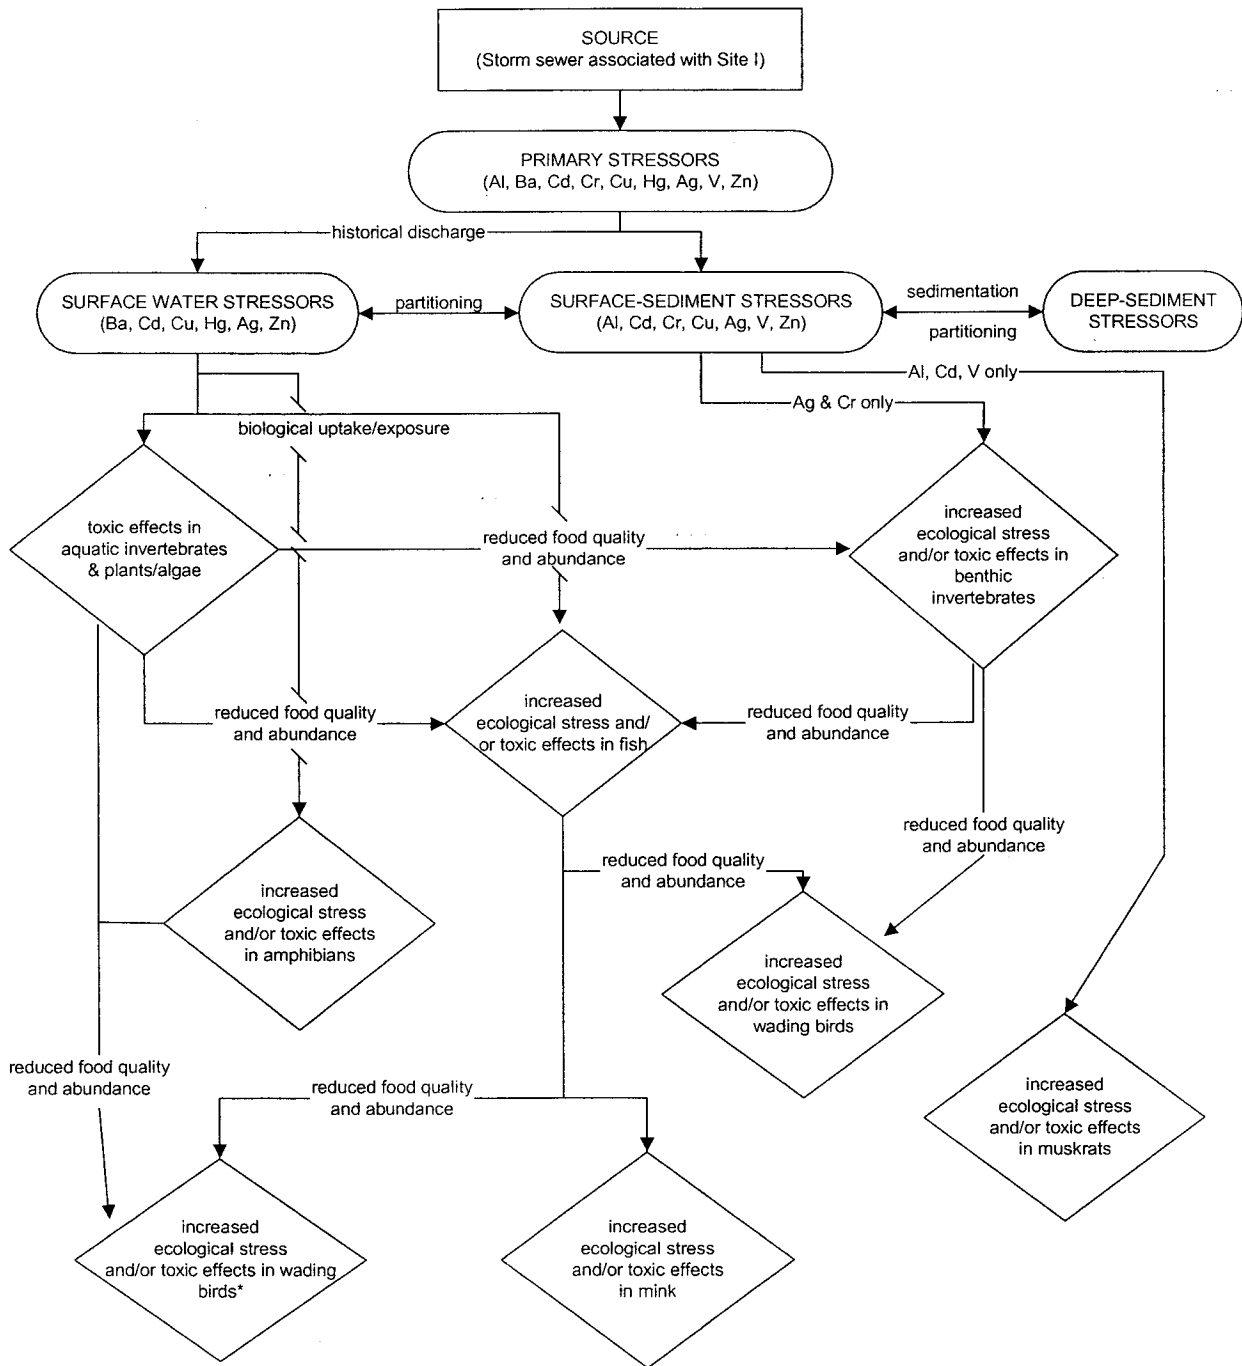 SOURCE
(Storm sewer associated with Site I)
PRIMARY STRESSORS
(Al, Ba, Cd, Cr, Cu, Hg, Ag, V, Zn)
historical discharge
SURFACE WATER STRESSORS
(Ba, Cd, Cu, Hg, Ag, Zn)
partitioning
SURFACE-SEDIMENT STRESSORS
(Al, Cd, Cr, Cu, Ag, V, Zn)
sedimentation
partitioning
DEEP-SEDIMENT
STRESSORS
Al, Cd, V only
Ag & Cr only
biological uptake/exposure
toxic effects in
aquatic invertebrates
& plants/algae
reduced food quality
and abundance
increased
ecological stress
and/or toxic effects in
benthic
invertebrates
reduced food quality
and abundance
increased
ecological stress and/
or toxic effects in fish
reduced food quality
and abundance
reduced food quality
and abundance
reduced food quality
and abundance
increased
ecological stress
and/or toxic effects
in amphibians
increased
ecological stress
and/or toxic effects in
wading birds
reduced food quality
and abundance
reduced food quality
and abundance
increased
ecological stress
and/or toxic effects
in muskrats
increased
ecological stress
and/or toxic effects in wading
birds*
increased
ecological stress
and/or toxic effects
in mink